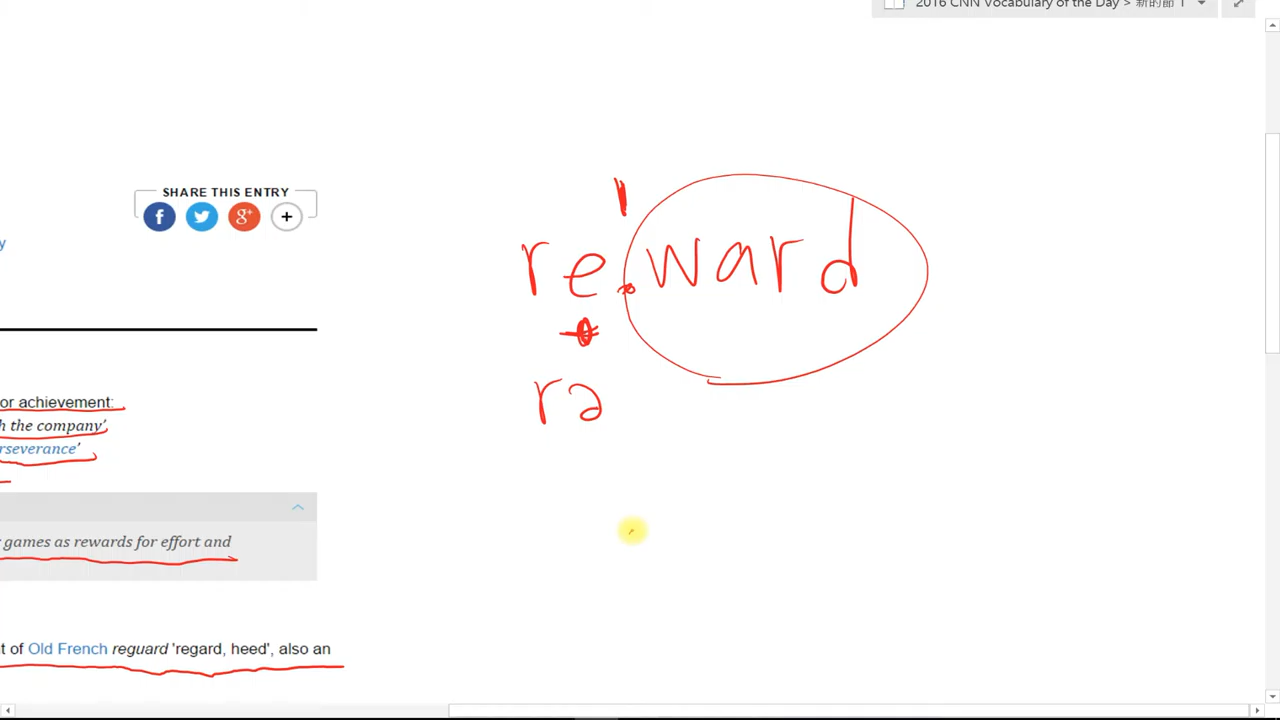 2016 CNN Vocabulary of the Day > 新的節 1
SHARE THIS ENTRY
y
re.ward
rə
or achievement:
h the company'
rseverance'
games as rewards for effort and
t of Old French reguard 'regard, heed', also an